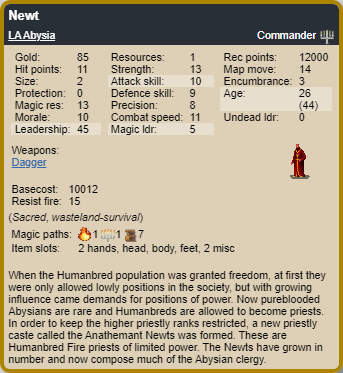 Newt
LA Abysia Commander
Gold: 85 Resources: 1 Rec points: 12000
Hit points: 11 Strength: 13 Map move: 14
Size: 2 Attack skill: 10 Encumbrance: 3
Protection: 0 Defence skill: 9 Age: 26
Magic res: 13 Precision: 8 (44)
Morale: 10 Combat speed: 11 Undead ldr: 0
Leadership: 45 Magic ldr: 5
Weapons:
Dagger
Basecost: 10012
Resist fire: 15
(Sacred, wasteland-survival)
Magic paths: 1 1 7
Item slots: 2 hands, head, body, feet, 2 misc
When the Humanbred population was granted freedom, at first they
were only allowed lowly positions in the society, but with growing
influence came demands for positions of power. Now pureblooded
Abysians are rare and Humanbreds are allowed to become priests.
In order to keep the higher priestly ranks restricted, a new priestly
caste called the Anathemant Newts was formed. These are
Humanbred Fire priests of limited power. The Newts have grown in
number and now compose much of the Abysian clergy.